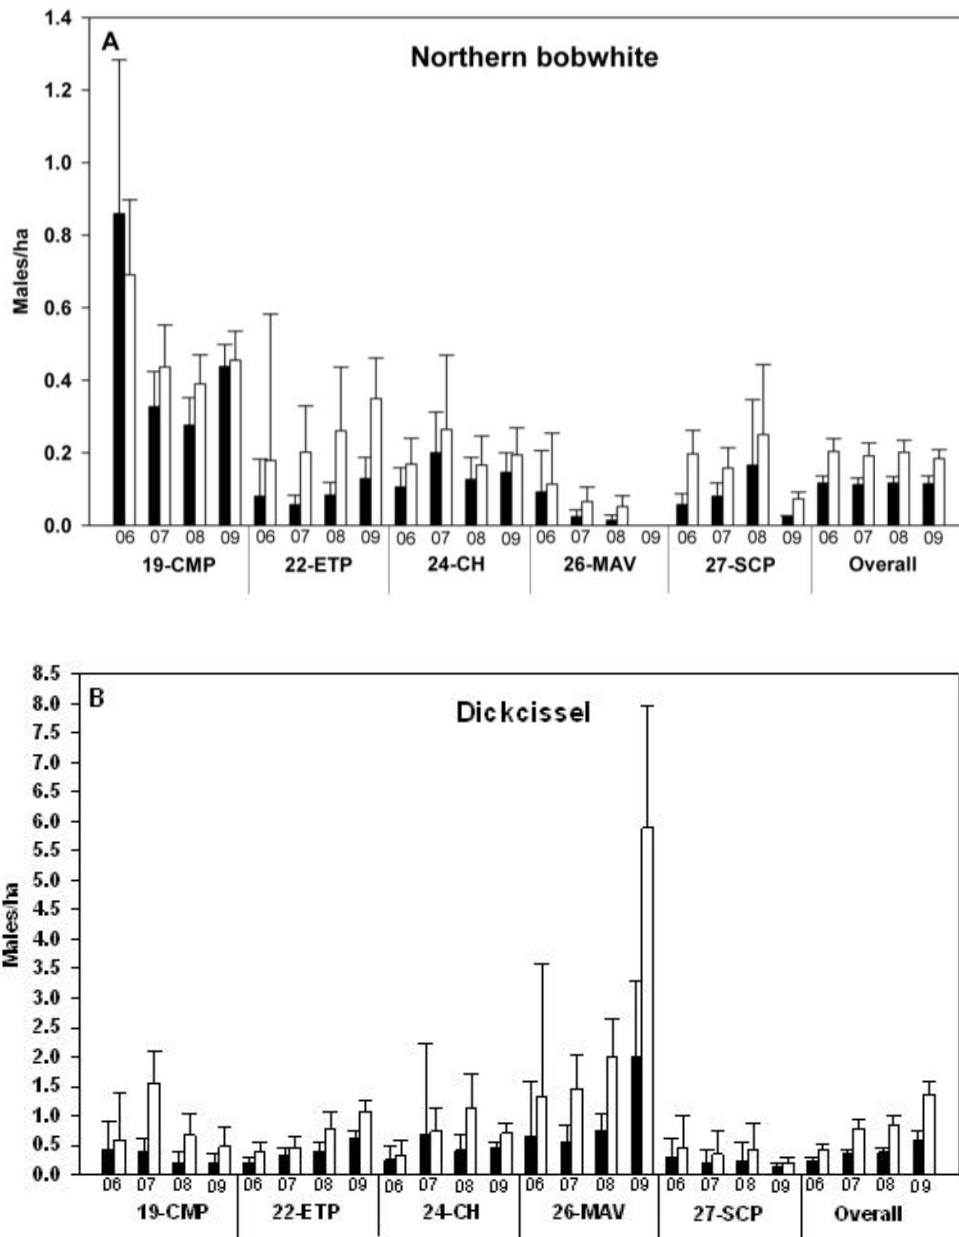 A
Northern bobwhite
Males/ha
1.4
1.2
1.0
0.8
0.6
0.4
0.2
0.0
06 07 08 09 06 07 08 09 06 07 08 09 06 07 08 09 06 07 08 09 06 07 08 09
19-CMP 22-ETP 24-CH 26-MAV 27-SCP Overall
B
Dickcissel
Males/ha
8.5
8.0
7.5
7.0
6.5
6.0
5.5
5.0
4.5
4.0
3.5
3.0
2.5
2.0
1.5
1.0
0.5
0.0
06 07 08 09 06 07 08 09 06 07 08 09 06 07 08 09 06 07 08 09 06 07 08 09
19-CMP 22-ETP 24-CH 26-MAV 27-SCP Overall